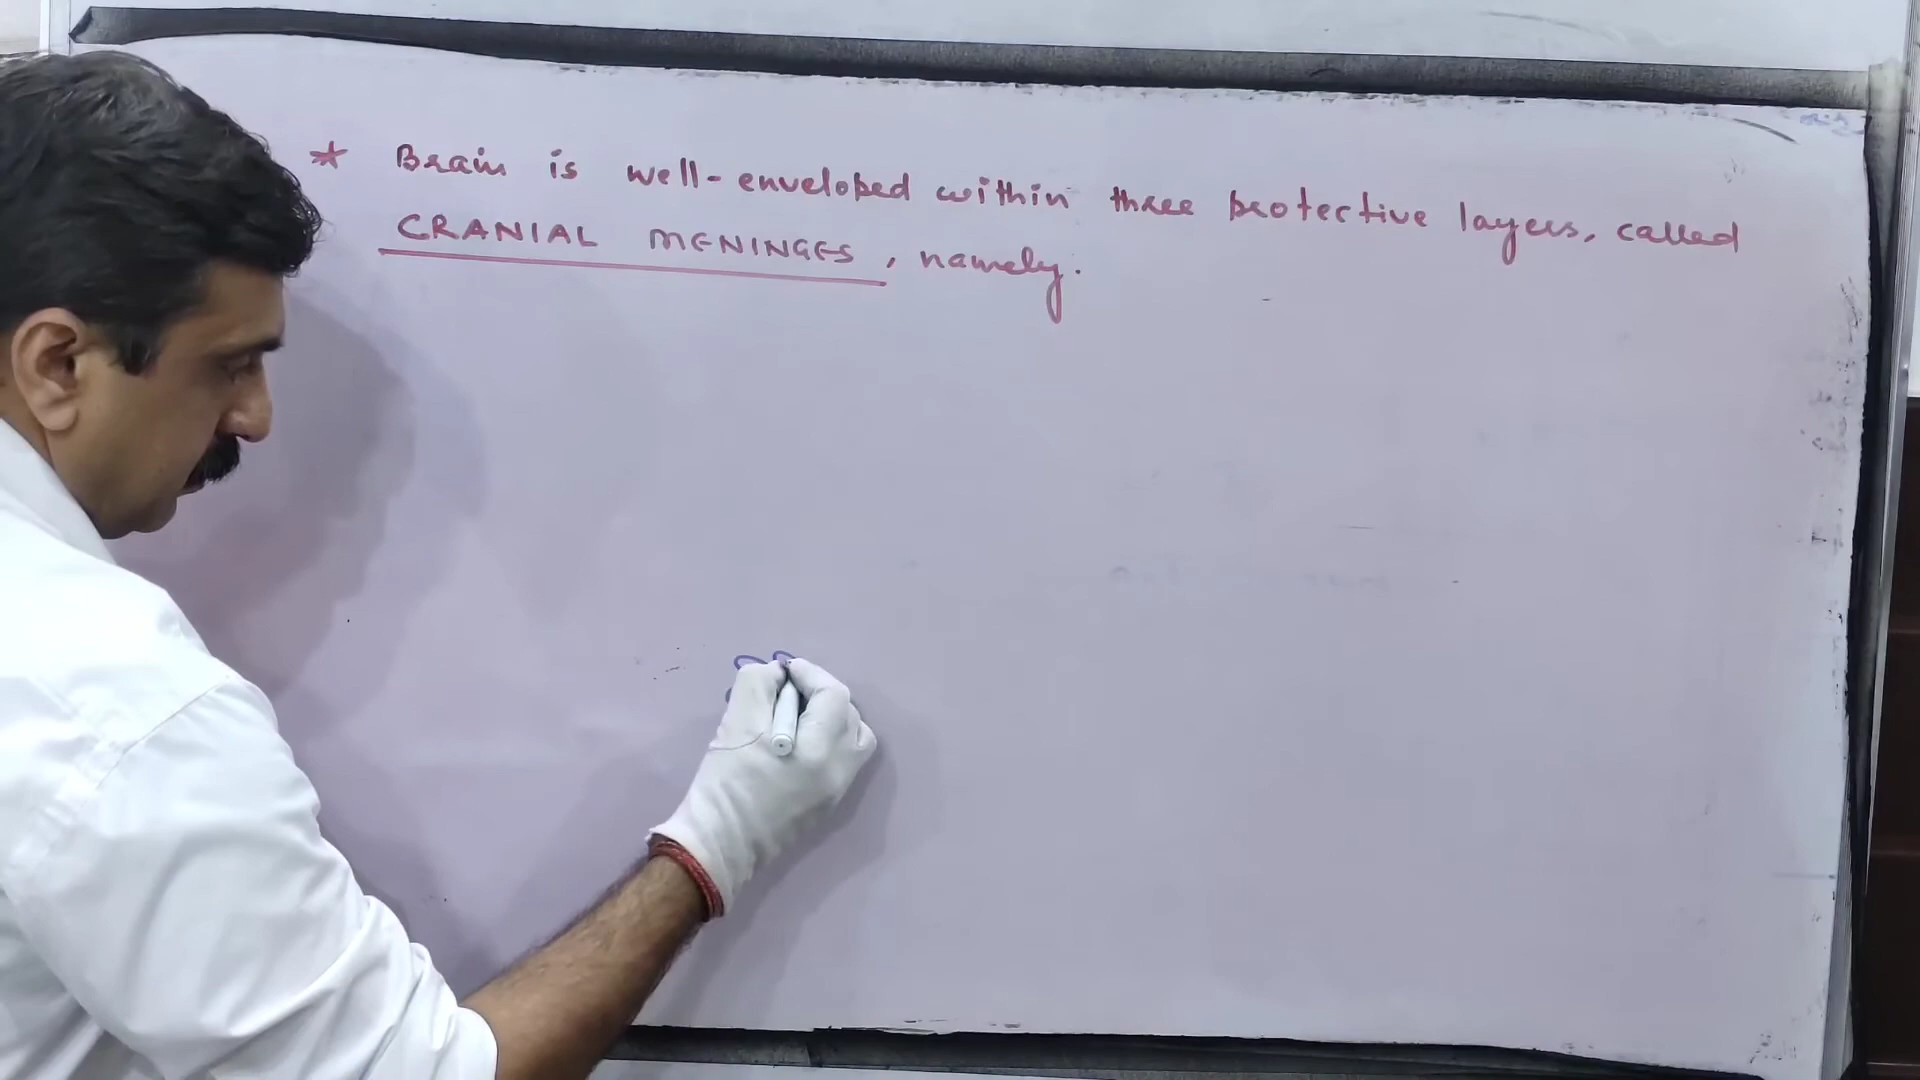 * Brain is well-enveloped within three protective layers, called
CRANIAL MENINGES, namely.